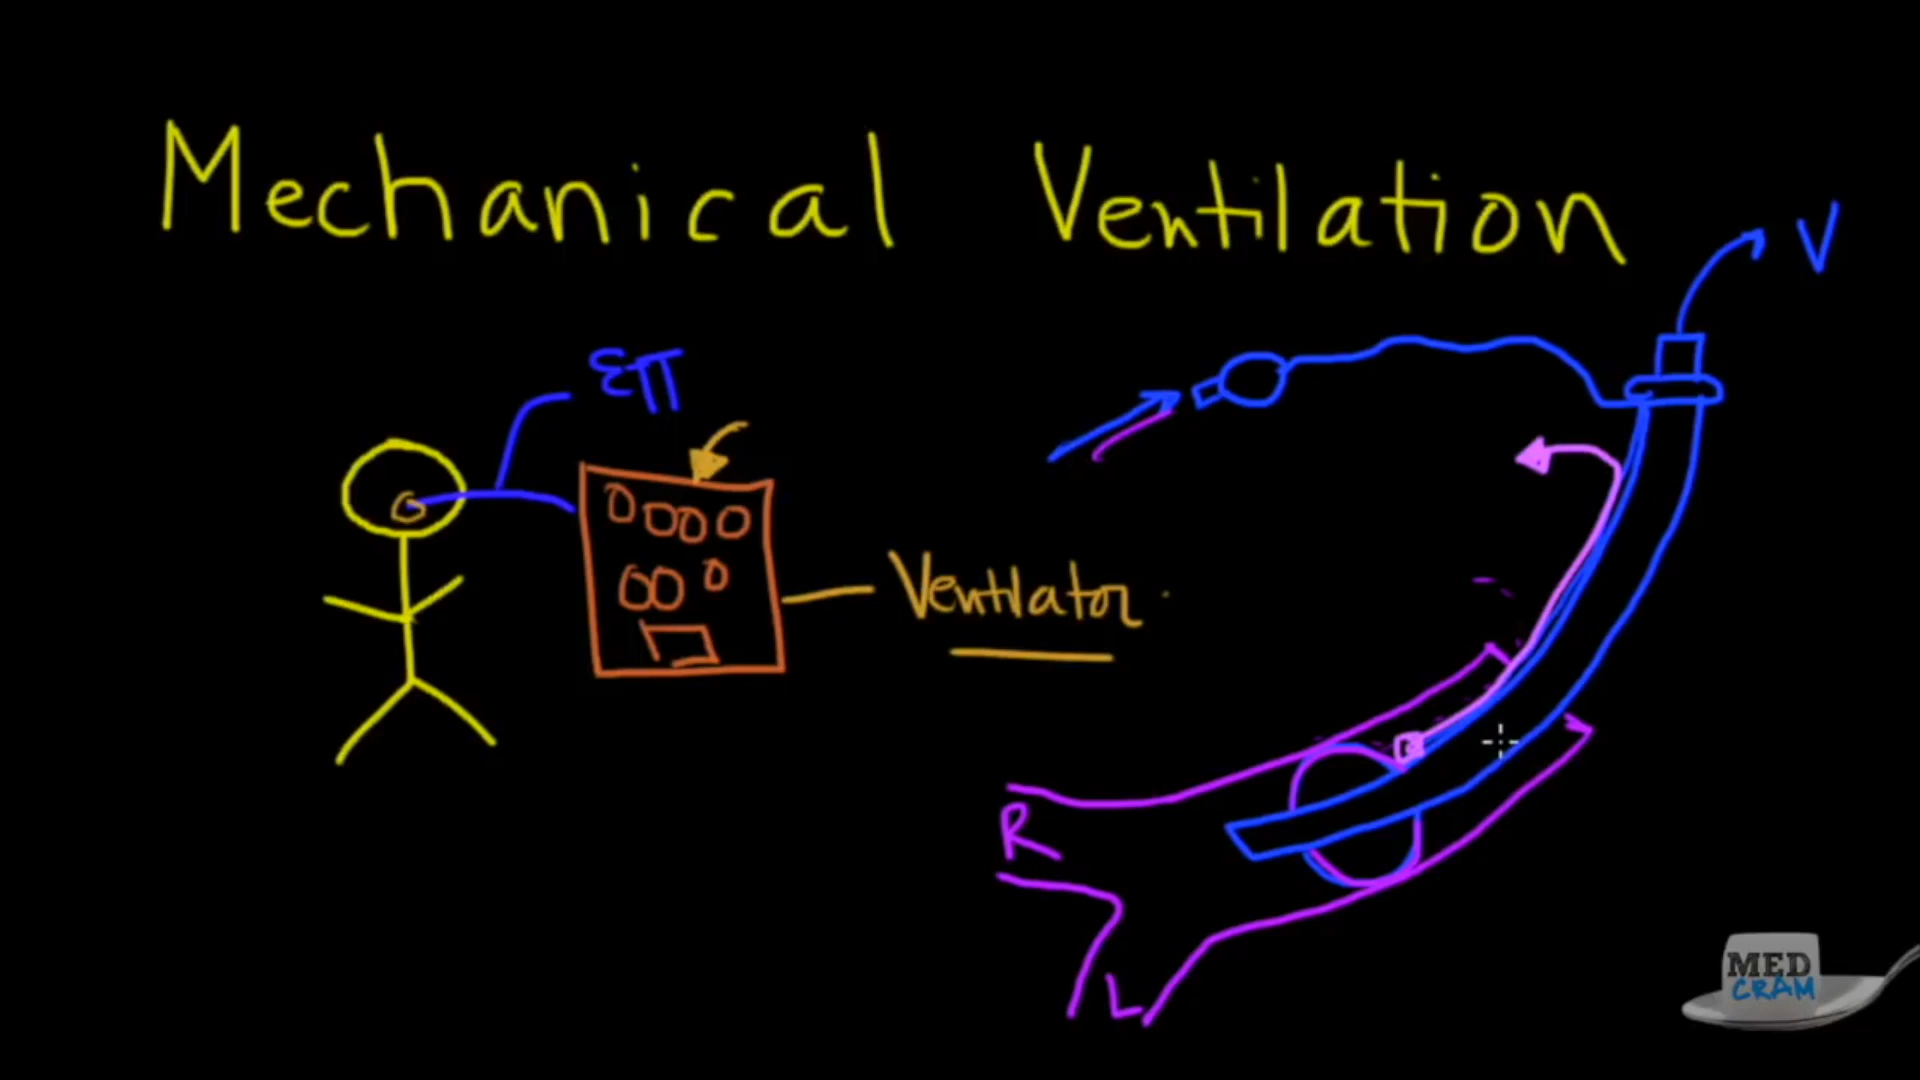 Mechanical Ventilation
V
ETT
Ventilator
R
L
MED
CRAM